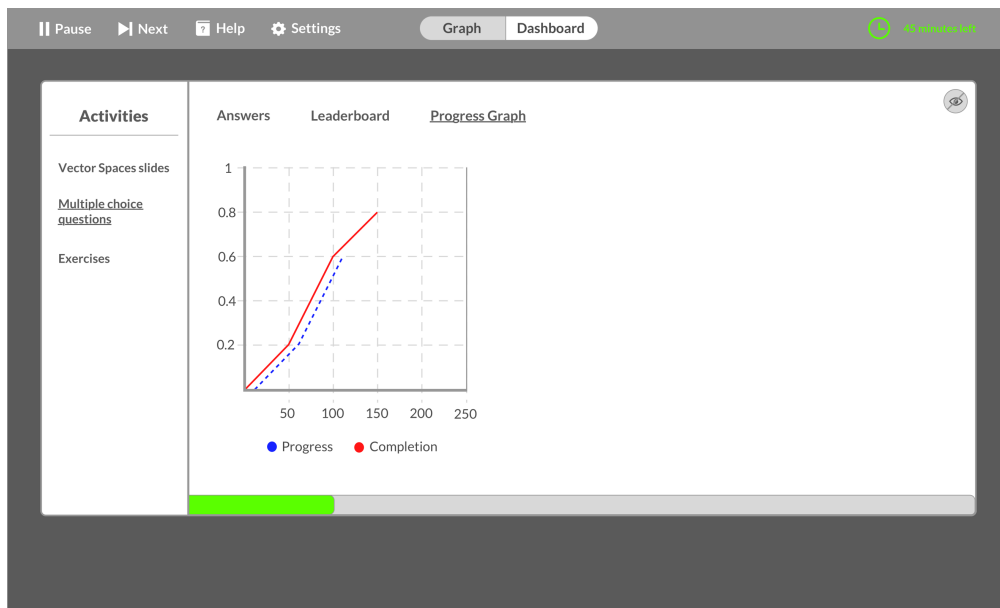 Pause Next ? Help Settings Graph Dashboard 45 minutes left
Activities
Vector Spaces slides
Multiple choice
questions
Exercises
Answers Leaderboard Progress Graph
1
0.8
0.6
0.4
0.2
50 100 150 200 250
Progress Completion